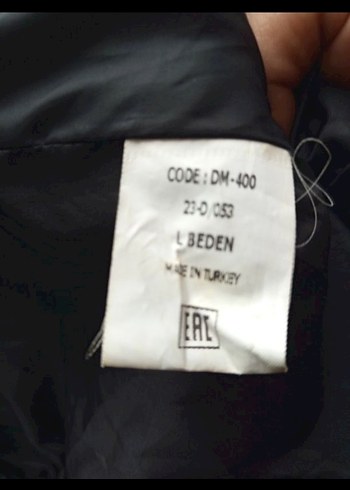 CODE : DM-400
23-D/053
L BEDEN
MADE IN TURKEY
EAC